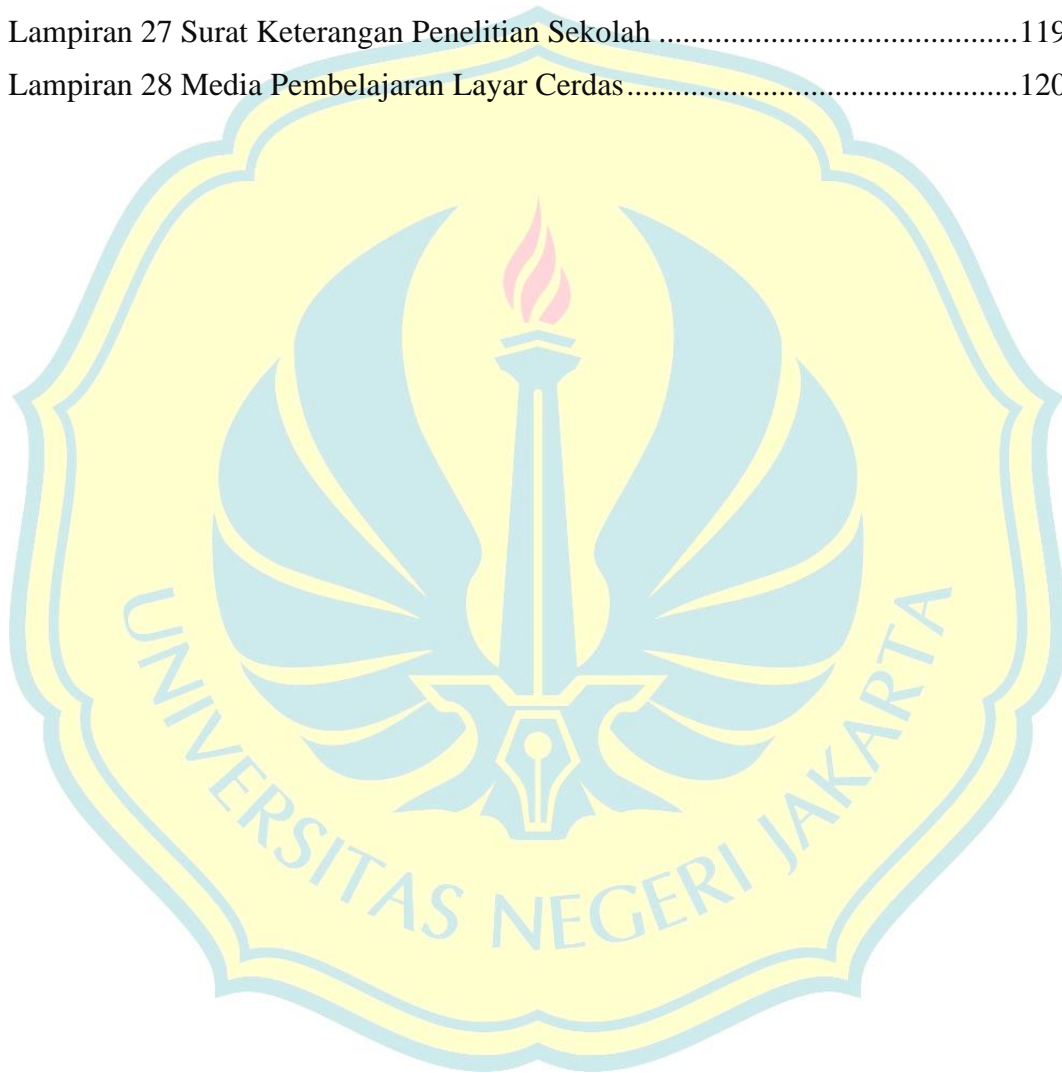 Lampiran 27 Surat Keterangan Penelitian Sekolah ............................................119
Lampiran 28 Media Pembelajaran Layar Cerdas ................................................120
UNIVERSITAS NEGERI JAKARTA